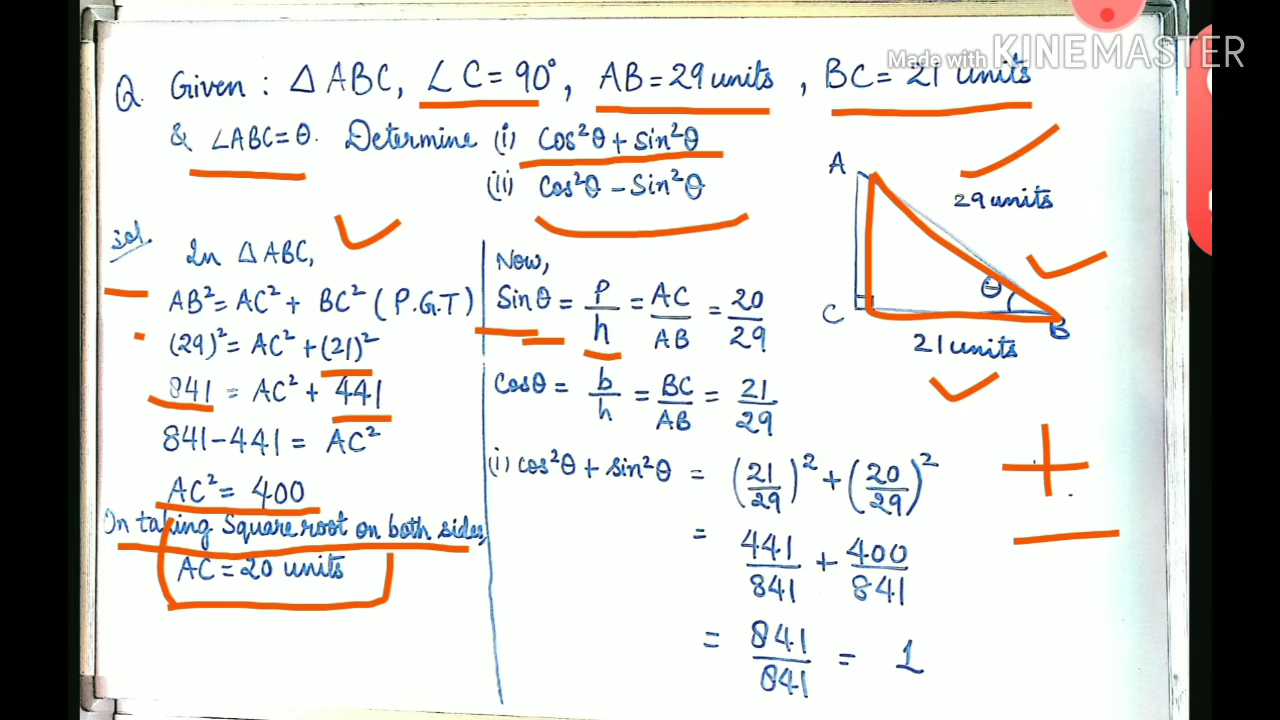 Made with KINEMASTER
Q. Given : △ ABC, ∠C = 90°, AB = 29 units, BC = 21 units
& ∠ABC = θ. Determine (i) Cos²θ + Sin²θ
(ii) Cos²θ − Sin²θ
Sol.
In △ ABC,
AB² = AC² + BC² (P.G.T)
(29)² = AC² + (21)²
841 = AC² + 441
841 − 441 = AC²
AC² = 400
On taking Square root on both sides,
AC = 20 units
Now,
Sinθ = P/h = AC/AB = 20/29
Cosθ = b/h = BC/AB = 21/29
(i) cos²θ + sin²θ = (21/29)² + (20/29)²
= 441/841 + 400/841
= 841/841 = 1
A
29 units
θ
C
B
21 units
+